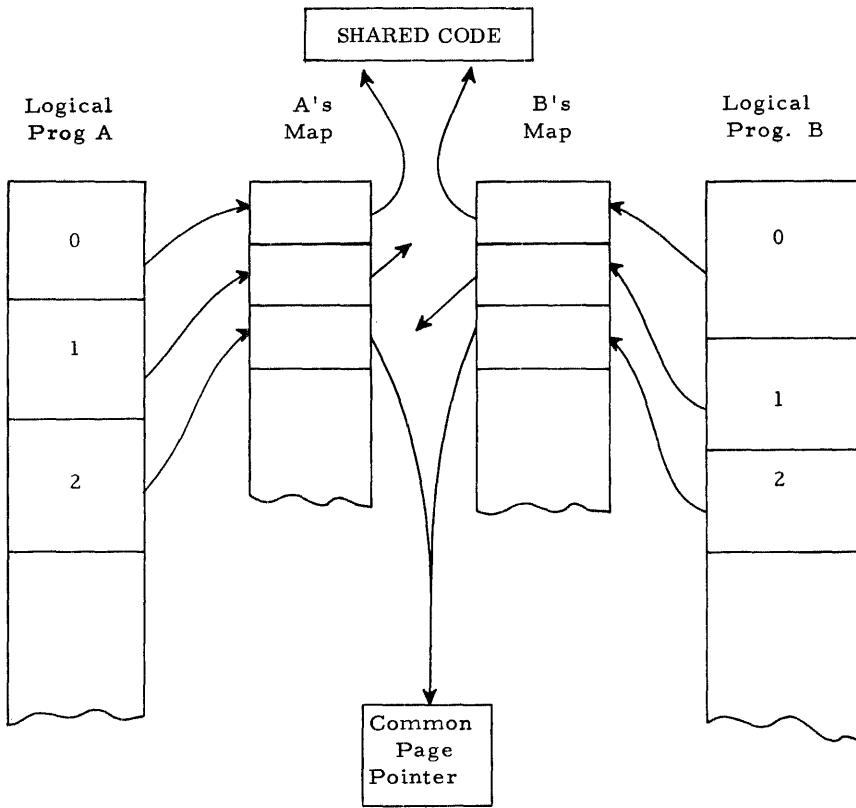 SHARED CODE
Logical
Prog A
A's
Map
B's
Map
Logical
Prog. B
0
1
2
0
1
2
Common
Page
Pointer